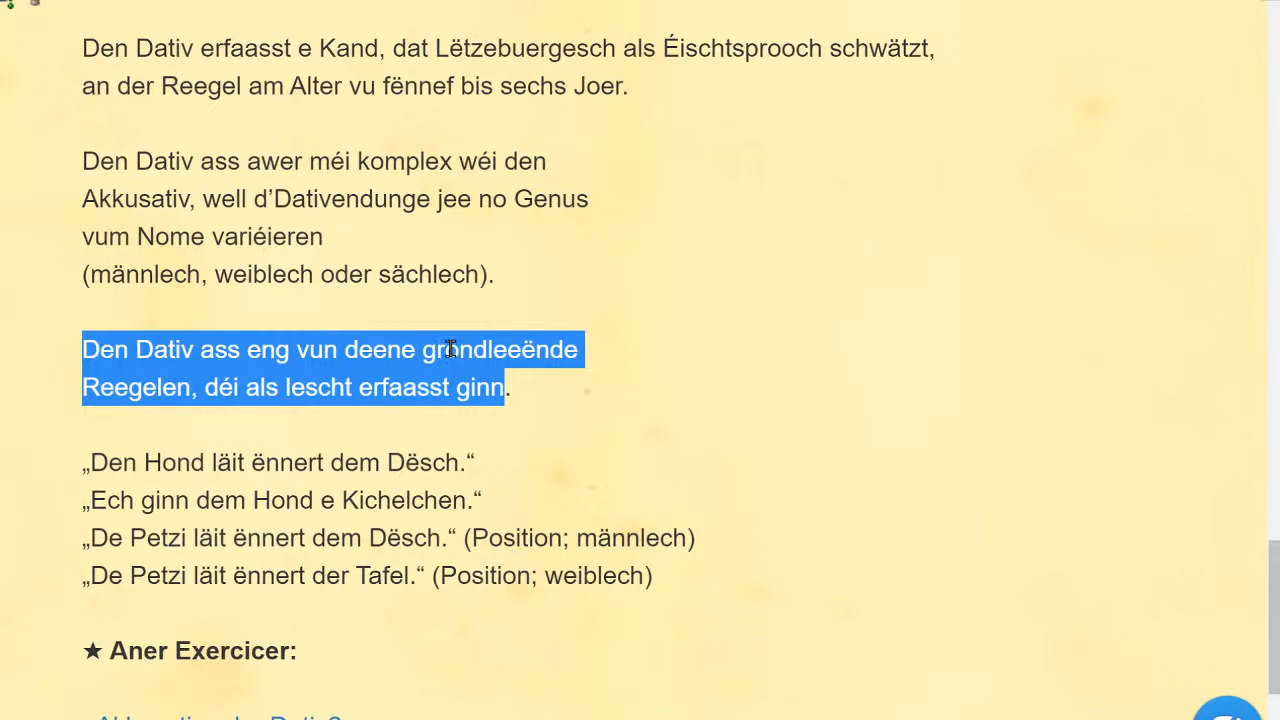 Den Dativ erfaasst e Kand, dat Lëtzebuergesch als Éischtsprooch schwätzt,
an der Reegel am Alter vu fënnef bis sechs Joer.
Den Dativ ass awer méi komplex wéi den
Akkusativ, well d’Dativendunge jee no Genus
vum Nome variéieren
(männlech, weiblech oder sächlech).
Den Dativ ass eng vun deene grondleeënde
Reegelen, déi als lescht erfaasst ginn.
„Den Hond läit ënnert dem Dësch.“
„Ech ginn dem Hond e Kichelchen.“
„De Petzi läit ënnert dem Dësch.“ (Position; männlech)
„De Petzi läit ënnert der Tafel.“ (Position; weiblech)
★ Aner Exercicer: